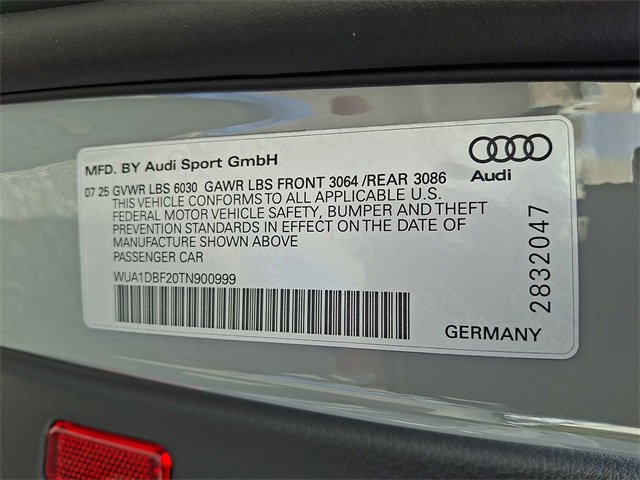 MFD. BY Audi Sport GmbH
07 25 GVWR LBS 6030 GAWR LBS FRONT 3064 /REAR 3086
THIS VEHICLE CONFORMS TO ALL APPLICABLE U.S.
FEDERAL MOTOR VEHICLE SAFETY, BUMPER AND THEFT
PREVENTION STANDARDS IN EFFECT ON THE DATE OF
MANUFACTURE SHOWN ABOVE
PASSENGER CAR
WUA1DBF20TN900999
Audi
2832047
GERMANY